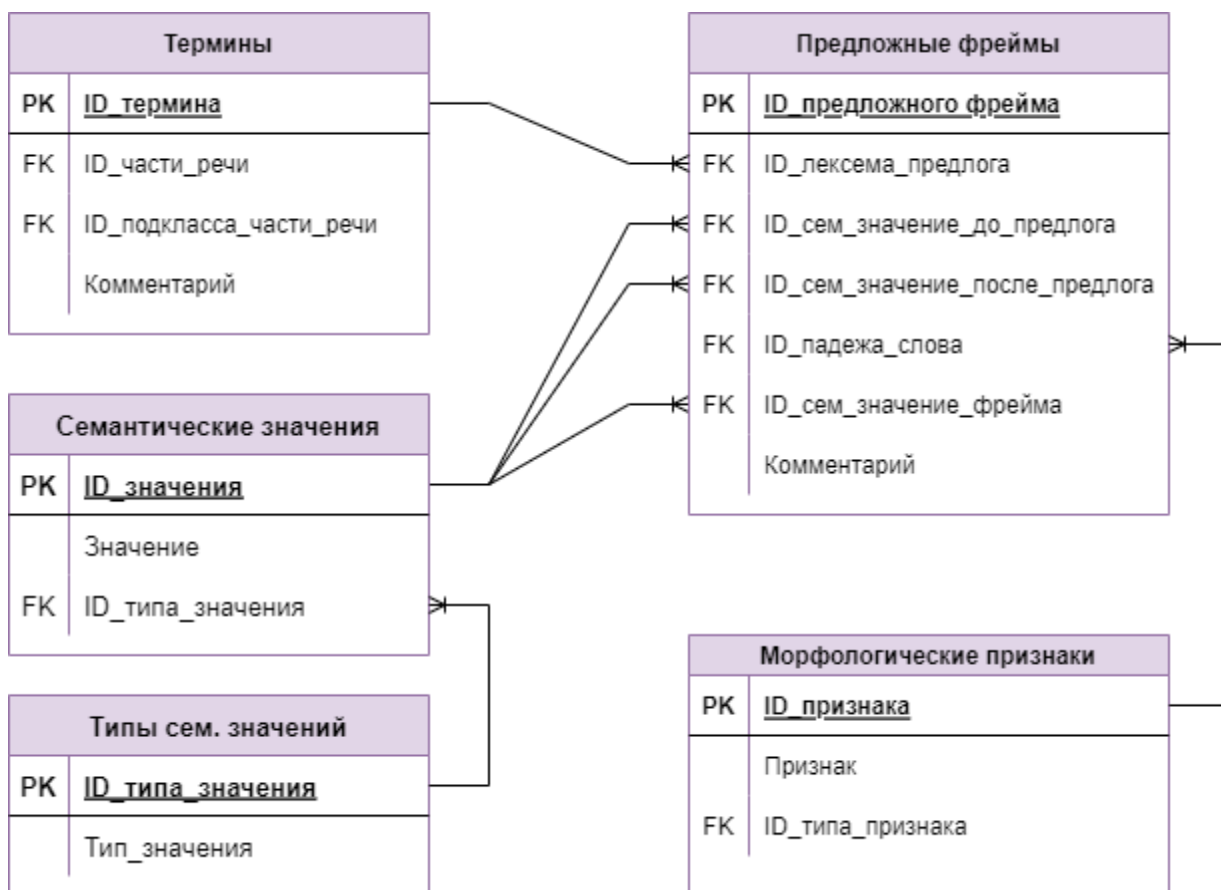 Термины
PK ID_термина
FK ID_части_речи
FK ID_подкласса_части_речи
Комментарий
Предложные фреймы
PK ID_предложного фрейма
FK ID_лексема_предлога
FK ID_сем_значение_до_предлога
FK ID_сем_значение_после_предлога
FK ID_падежа_слова
FK ID_сем_значение_фрейма
Комментарий
Семантические значения
PK ID_значения
Значение
FK ID_типа_значения
Типы сем. значений
PK ID_типа_значения
Тип_значения
Морфологические признаки
PK ID_признака
Признак
FK ID_типа_признака